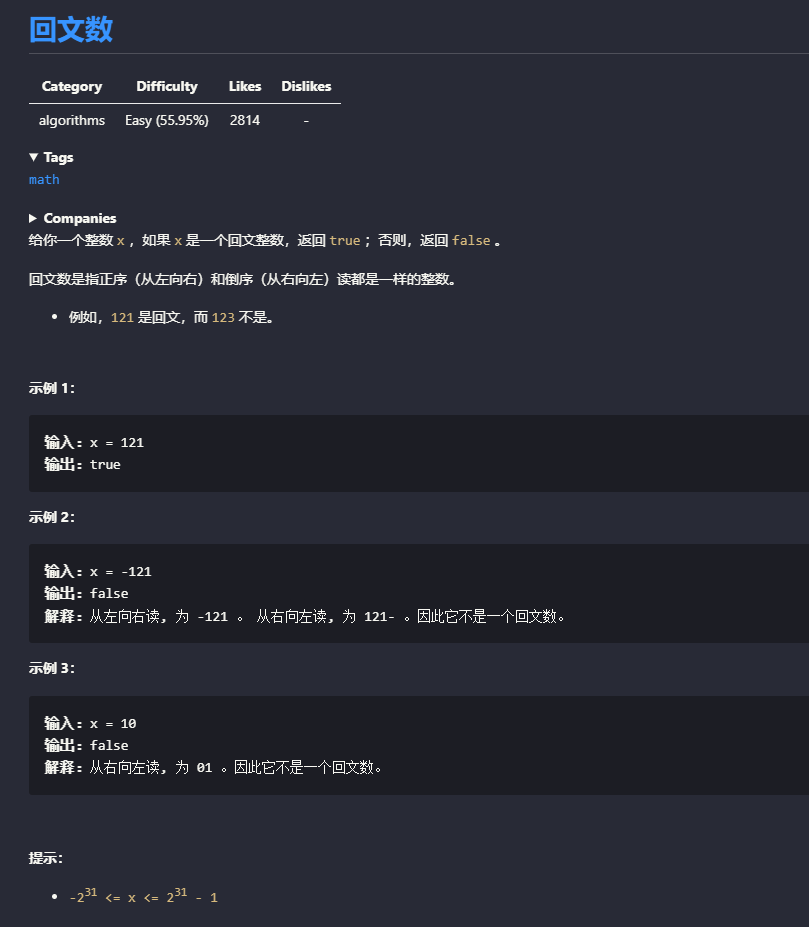 回文数
Category Difficulty Likes Dislikes
algorithms Easy (55.95%) 2814 -
▼ Tags
math
▶ Companies
给你一个整数 x ，如果 x 是一个回文整数，返回 true ；否则，返回 false 。
回文数是指正序（从左向右）和倒序（从右向左）读都是一样的整数。
• 例如，121 是回文，而 123 不是。
示例 1：
输入：x = 121
输出：true
示例 2：
输入：x = -121
输出：false
解释：从左向右读, 为 -121 。 从右向左读, 为 121- 。因此它不是一个回文数。
示例 3：
输入：x = 10
输出：false
解释：从右向左读, 为 01 。因此它不是一个回文数。
提示：
• -2^31 <= x <= 2^31 - 1